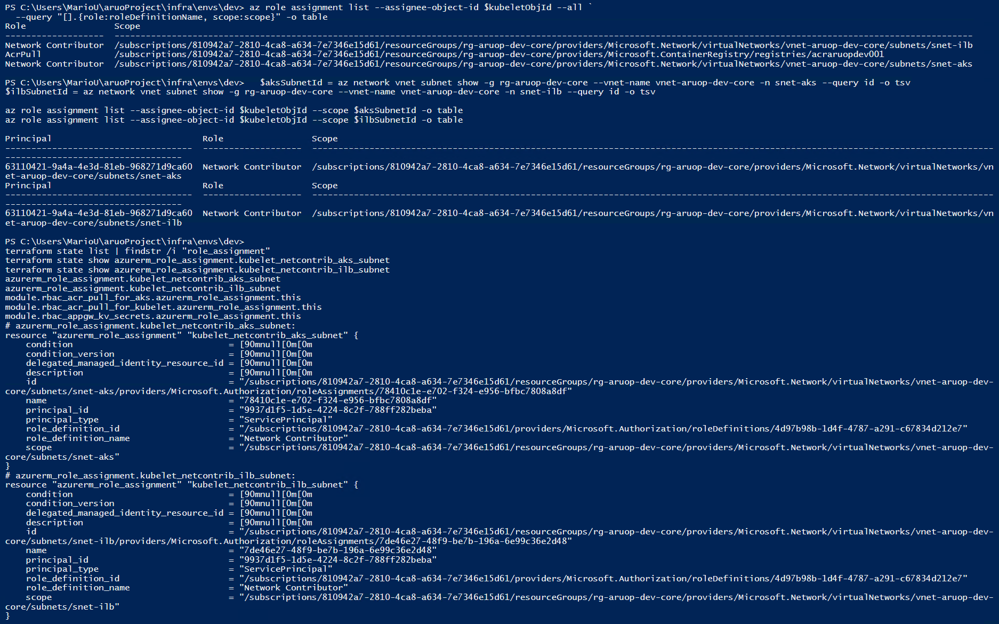 PS C:\Users\MarioU\aruoProject\infra\envs\dev> az role assignment list --assignee-object-id $kubeletObjId --all `
  --query "[].{role:roleDefinitionName, scope:scope}" -o table
Role                 Scope
-------------------  --------------------------------------------------------------------------------------------------------------------------------------------------------------------
Network Contributor  /subscriptions/810942a7-2810-4ca8-a634-7e7346e15d61/resourceGroups/rg-aruop-dev-core/providers/Microsoft.Network/virtualNetworks/vnet-aruop-dev-core/subnets/snet-ilb
AcrPull              /subscriptions/810942a7-2810-4ca8-a634-7e7346e15d61/resourceGroups/rg-aruop-dev-core/providers/Microsoft.ContainerRegistry/registries/acraruopdev001
Network Contributor  /subscriptions/810942a7-2810-4ca8-a634-7e7346e15d61/resourceGroups/rg-aruop-dev-core/providers/Microsoft.Network/virtualNetworks/vnet-aruop-dev-core/subnets/snet-aks
PS C:\Users\MarioU\aruoProject\infra\envs\dev>   $aksSubnetId = az network vnet subnet show -g rg-aruop-dev-core --vnet-name vnet-aruop-dev-core -n snet-aks --query id -o tsv
$ilbSubnetId = az network vnet subnet show -g rg-aruop-dev-core --vnet-name vnet-aruop-dev-core -n snet-ilb --query id -o tsv
az role assignment list --assignee-object-id $kubeletObjId --scope $aksSubnetId -o table
az role assignment list --assignee-object-id $kubeletObjId --scope $ilbSubnetId -o table
Principal                             Role                 Scope
------------------------------------  -------------------  -----------------------------------------------------------------------------------------------------------------------------------
----------------------------------
63110421-9a4a-4e3d-81eb-968271d9ca60  Network Contributor  /subscriptions/810942a7-2810-4ca8-a634-7e7346e15d61/resourceGroups/rg-aruop-dev-core/providers/Microsoft.Network/virtualNetworks/vn
et-aruop-dev-core/subnets/snet-aks
Principal                             Role                 Scope
------------------------------------  -------------------  -----------------------------------------------------------------------------------------------------------------------------------
----------------------------------
63110421-9a4a-4e3d-81eb-968271d9ca60  Network Contributor  /subscriptions/810942a7-2810-4ca8-a634-7e7346e15d61/resourceGroups/rg-aruop-dev-core/providers/Microsoft.Network/virtualNetworks/vn
et-aruop-dev-core/subnets/snet-ilb
PS C:\Users\MarioU\aruoProject\infra\envs\dev>
terraform state list | findstr /i "role_assignment"
terraform state show azurerm_role_assignment.kubelet_netcontrib_aks_subnet
terraform state show azurerm_role_assignment.kubelet_netcontrib_ilb_subnet
azurerm_role_assignment.kubelet_netcontrib_aks_subnet
azurerm_role_assignment.kubelet_netcontrib_ilb_subnet
module.rbac_acr_pull_for_aks.azurerm_role_assignment.this
module.rbac_acr_pull_for_kubelet.azurerm_role_assignment.this
module.rbac_appgw_kv_secrets.azurerm_role_assignment.this
# azurerm_role_assignment.kubelet_netcontrib_aks_subnet:
resource "azurerm_role_assignment" "kubelet_netcontrib_aks_subnet" {
    condition                              = [90mnull[0m[0m
    condition_version                      = [90mnull[0m[0m
    delegated_managed_identity_resource_id = [90mnull[0m[0m
    description                            = [90mnull[0m[0m
    id                                     = "/subscriptions/810942a7-2810-4ca8-a634-7e7346e15d61/resourceGroups/rg-aruop-dev-core/providers/Microsoft.Network/virtualNetworks/vnet-aruop-dev-
core/subnets/snet-aks/providers/Microsoft.Authorization/roleAssignments/78410c1e-e702-f324-e956-bfbc7808a8df"
    name                                   = "78410c1e-e702-f324-e956-bfbc7808a8df"
    principal_id                           = "9937d1f5-1d5e-4224-8c2f-788ff282beba"
    principal_type                         = "ServicePrincipal"
    role_definition_id                     = "/subscriptions/810942a7-2810-4ca8-a634-7e7346e15d61/providers/Microsoft.Authorization/roleDefinitions/4d97b98b-1d4f-4787-a291-c67834d212e7"
    role_definition_name                   = "Network Contributor"
    scope                                  = "/subscriptions/810942a7-2810-4ca8-a634-7e7346e15d61/resourceGroups/rg-aruop-dev-core/providers/Microsoft.Network/virtualNetworks/vnet-aruop-dev-
core/subnets/snet-aks"
}
# azurerm_role_assignment.kubelet_netcontrib_ilb_subnet:
resource "azurerm_role_assignment" "kubelet_netcontrib_ilb_subnet" {
    condition                              = [90mnull[0m[0m
    condition_version                      = [90mnull[0m[0m
    delegated_managed_identity_resource_id = [90mnull[0m[0m
    description                            = [90mnull[0m[0m
    id                                     = "/subscriptions/810942a7-2810-4ca8-a634-7e7346e15d61/resourceGroups/rg-aruop-dev-core/providers/Microsoft.Network/virtualNetworks/vnet-aruop-dev-
core/subnets/snet-ilb/providers/Microsoft.Authorization/roleAssignments/7de46e27-48f9-be7b-196a-6e99c36e2d48"
    name                                   = "7de46e27-48f9-be7b-196a-6e99c36e2d48"
    principal_id                           = "9937d1f5-1d5e-4224-8c2f-788ff282beba"
    principal_type                         = "ServicePrincipal"
    role_definition_id                     = "/subscriptions/810942a7-2810-4ca8-a634-7e7346e15d61/providers/Microsoft.Authorization/roleDefinitions/4d97b98b-1d4f-4787-a291-c67834d212e7"
    role_definition_name                   = "Network Contributor"
    scope                                  = "/subscriptions/810942a7-2810-4ca8-a634-7e7346e15d61/resourceGroups/rg-aruop-dev-core/providers/Microsoft.Network/virtualNetworks/vnet-aruop-dev-
core/subnets/snet-ilb"
}